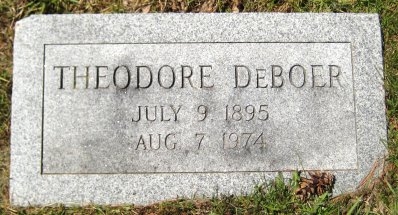 THEODORE DEBOER
JULY 9 1895
AUG. 7 1974